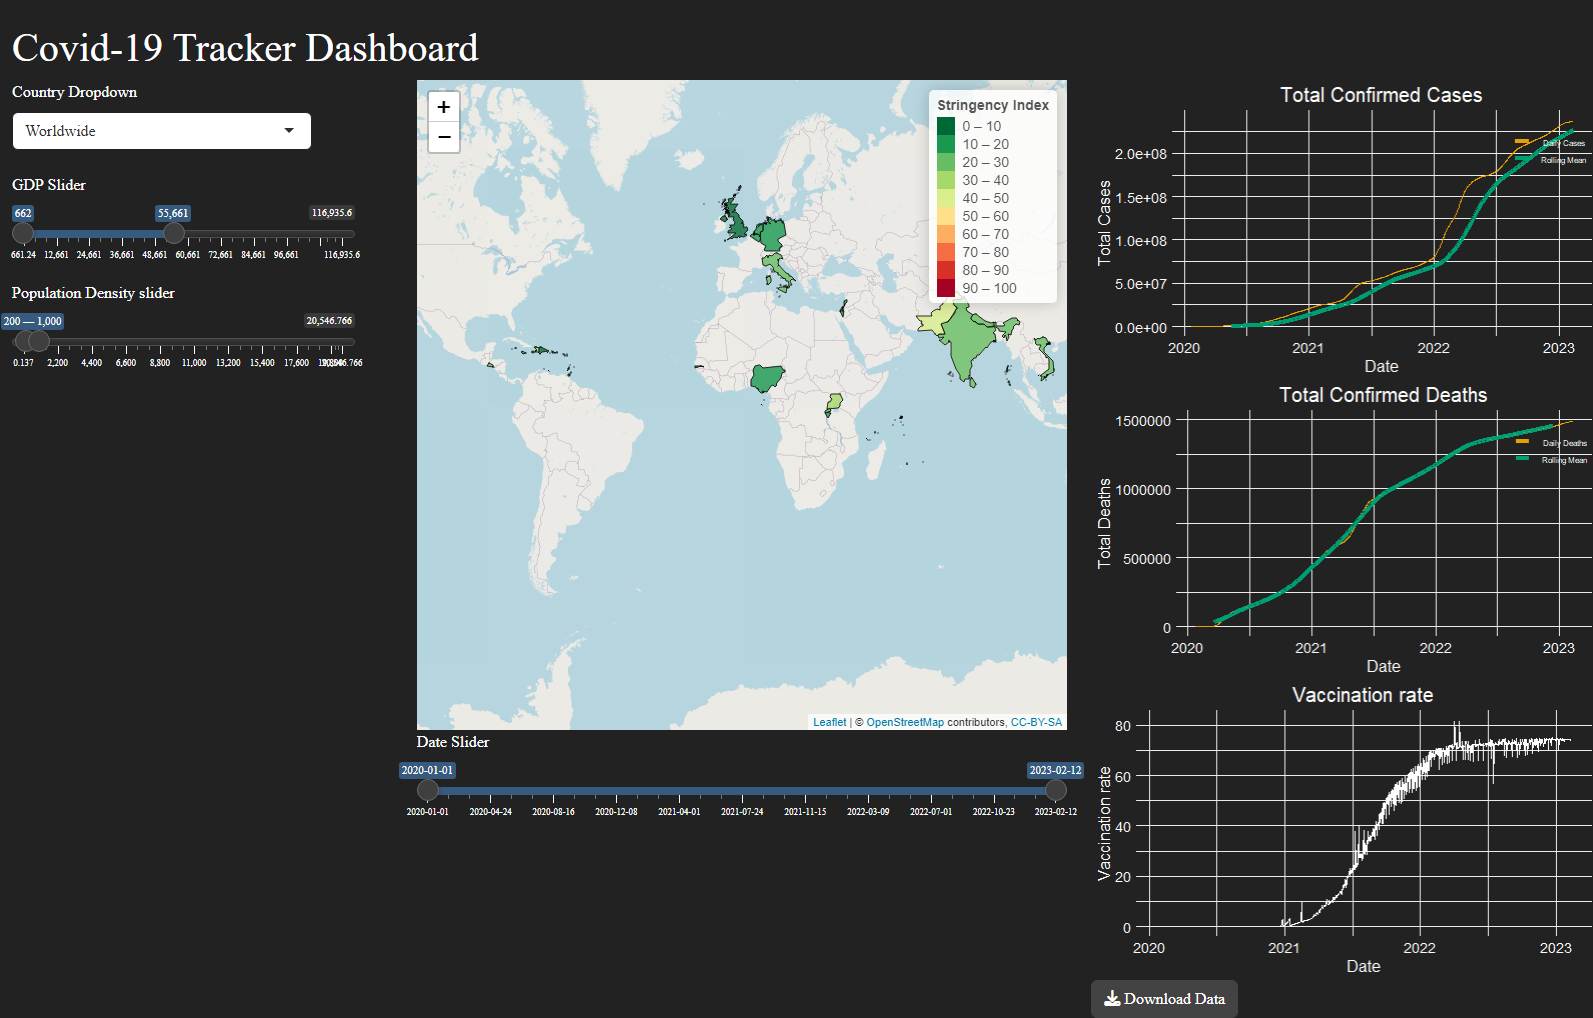 Covid-19 Tracker Dashboard
Country Dropdown
Worldwide
GDP Slider
662 55,661 116,935.6
661.24 12,661 24,661 36,661 48,661 60,661 72,661 84,661 96,661 116,935.6
Population Density slider
200 — 1,000 20,546.766
0.137 2,200 4,400 6,600 8,800 11,000 13,200 15,400 17,600
+
−
Stringency Index
0 – 10
10 – 20
20 – 30
30 – 40
40 – 50
50 – 60
60 – 70
70 – 80
80 – 90
90 – 100
Leaflet | © OpenStreetMap contributors, CC-BY-SA
Date Slider
2020-01-01 2023-02-12
2020-01-01 2020-04-24 2020-08-16 2020-12-08 2021-04-01 2021-07-24 2021-11-15 2022-03-09 2022-07-01 2022-10-23 2023-02-12
Total Confirmed Cases
Total Cases
2.0e+08
1.5e+08
1.0e+08
5.0e+07
0.0e+00
Daily Cases
Rolling Mean
2020 2021 2022 2023
Date
Total Confirmed Deaths
Total Deaths
1500000
1000000
500000
0
Daily Deaths
Rolling Mean
2020 2021 2022 2023
Date
Vaccination rate
Vaccination rate
80
60
40
20
0
2020 2021 2022 2023
Date
Download Data